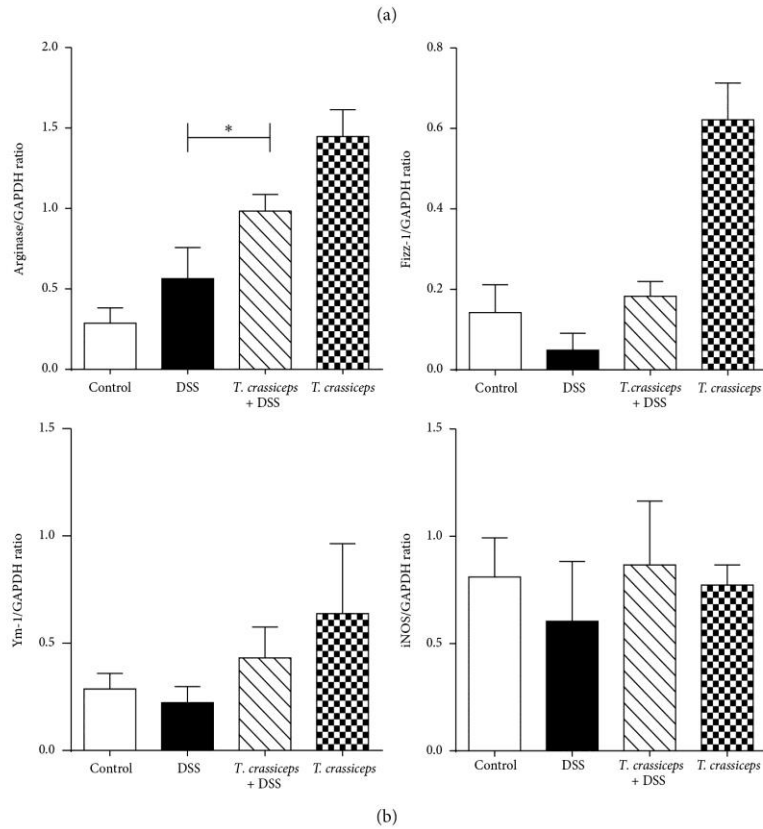 (a)
Arginase/GAPDH ratio
2.0
1.5
1.0
0.5
0.0
*
Control
DSS
T. crassiceps
+ DSS
T. crassiceps
Fizz-1/GAPDH ratio
0.8
0.6
0.4
0.2
0.0
Control
DSS
T.crassiceps
+ DSS
T. crassiceps
Ym-1/GAPDH ratio
1.5
1.0
0.5
0.0
Control
DSS
T. crassiceps
+ DSS
T. crassiceps
iNOS/GAPDH ratio
1.5
1.0
0.5
0.0
Control
DSS
T. crassiceps
+ DSS
T. crassiceps
(b)